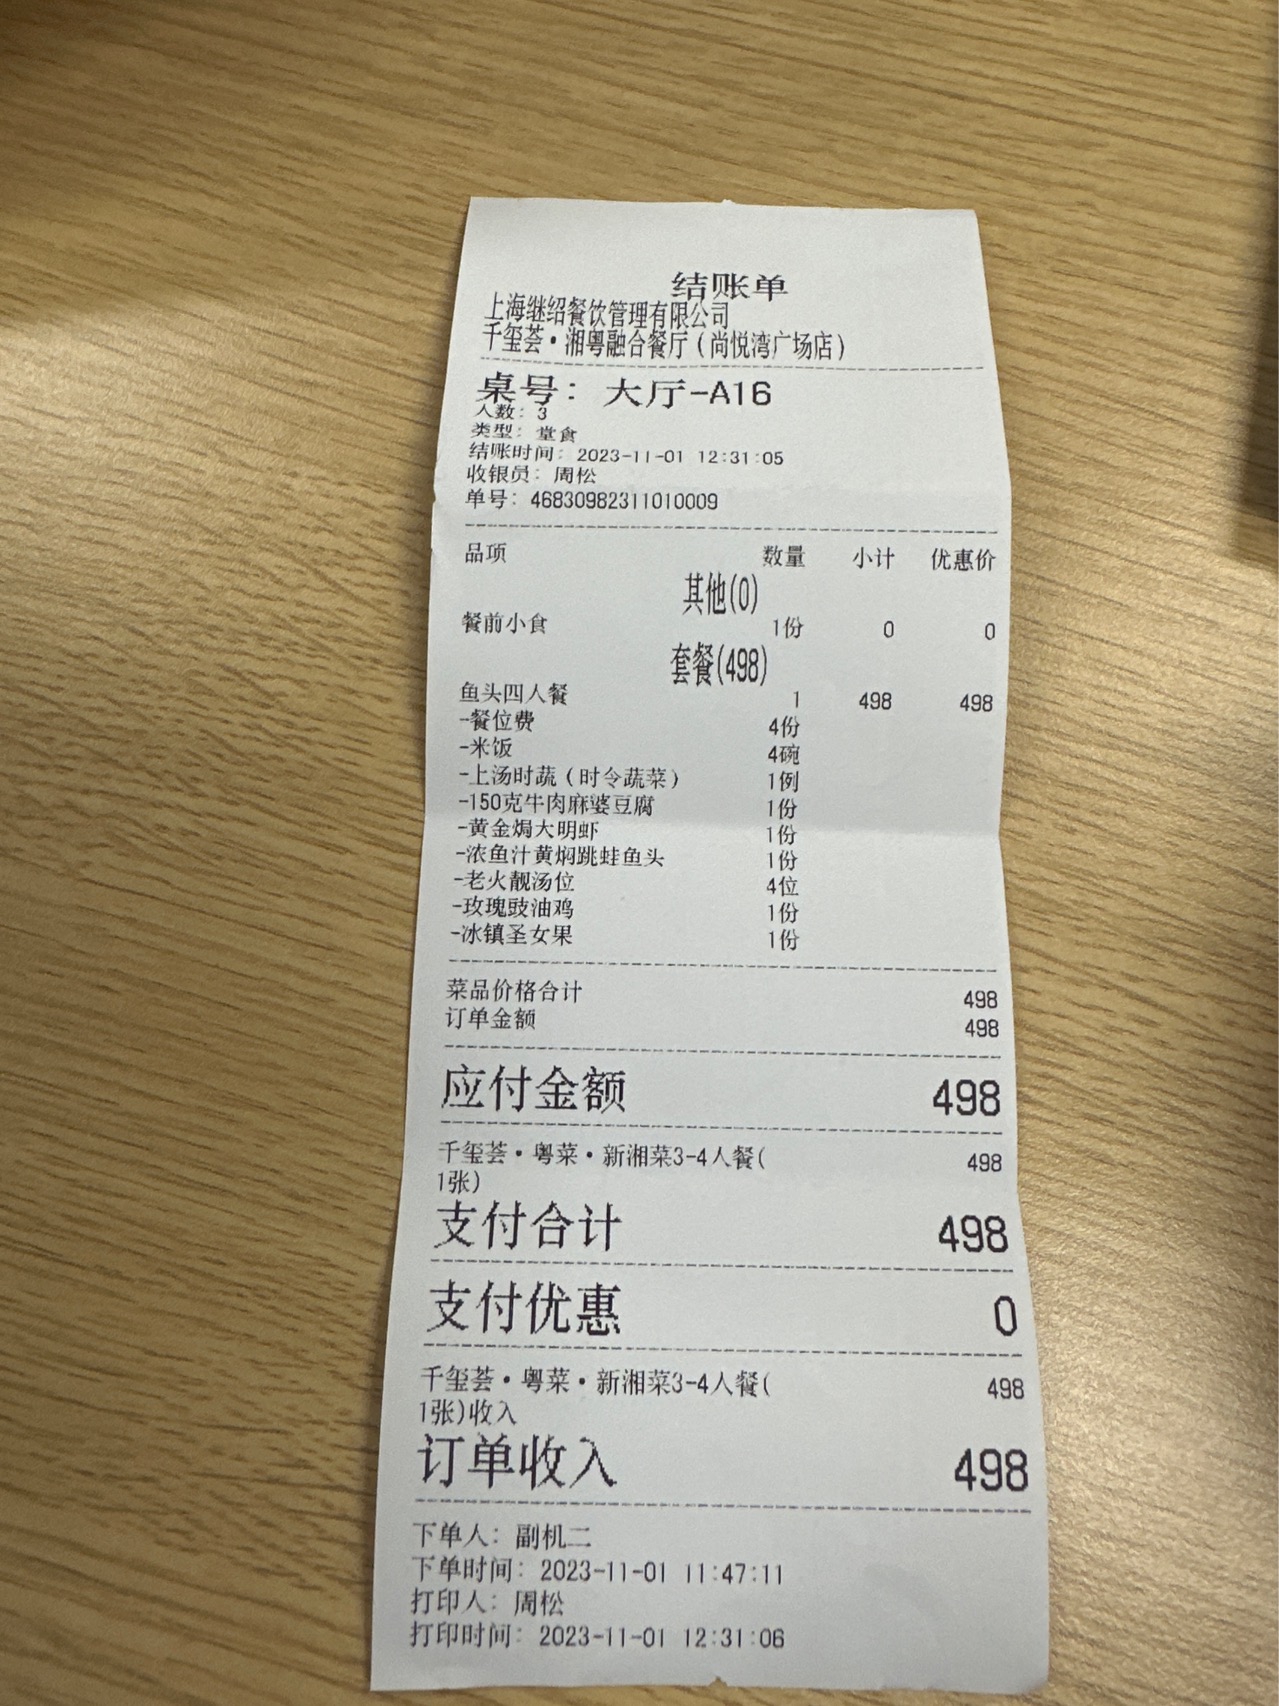 结账单
上海继绍餐饮管理有限公司
千玺荟·湘粤融合餐厅(尚悦湾广场店)
桌号: 大厅-A16
人数: 3
类型: 堂食
结账时间: 2023-11-01 12:31:05
收银员: 周松
单号: 46830982311010009
品项 数量 小计 优惠价
其他(0)
餐前小食 1份 0 0
套餐(498)
鱼头四人餐 1 498 498
-餐位费 4份
-米饭 4碗
-上汤时蔬(时令蔬菜) 1例
-150克牛肉麻婆豆腐 1份
-黄金焗大明虾 1份
-浓鱼汁黄焖跳蛙鱼头 1份
-老火靓汤位 4位
-玫瑰豉油鸡 1份
-冰镇圣女果 1份
菜品价格合计 498
订单金额 498
应付金额 498
千玺荟·粤菜·新湘菜3-4人餐( 498
1张)
支付合计 498
支付优惠 0
千玺荟·粤菜·新湘菜3-4人餐( 498
1张)收入
订单收入 498
下单人: 副机二
下单时间: 2023-11-01 11:47:11
打印人: 周松
打印时间: 2023-11-01 12:31:06